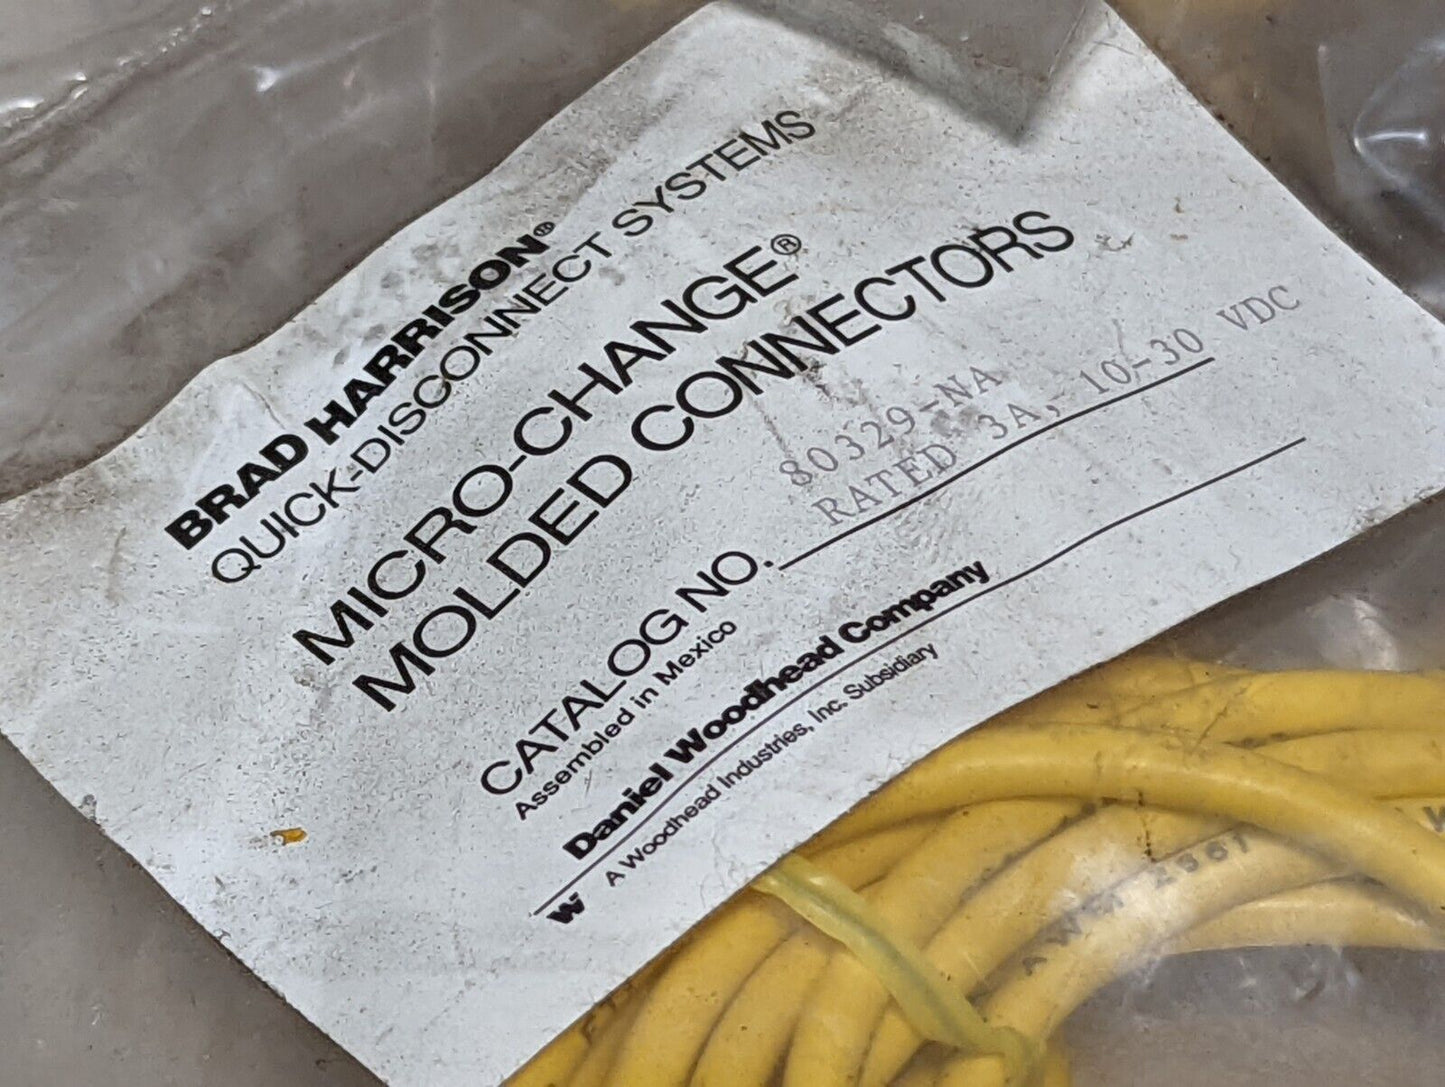 BRAD HARRISON®
QUICK-DISCONNECT SYSTEMS
MICRO-CHANGE®
MOLDED CONNECTORS
80329-NA
RATED 3A, 10-30 VDC
CATALOG NO.
Assembled in Mexico
Daniel Woodhead Company
W A Woodhead Industries, Inc. Subsidiary